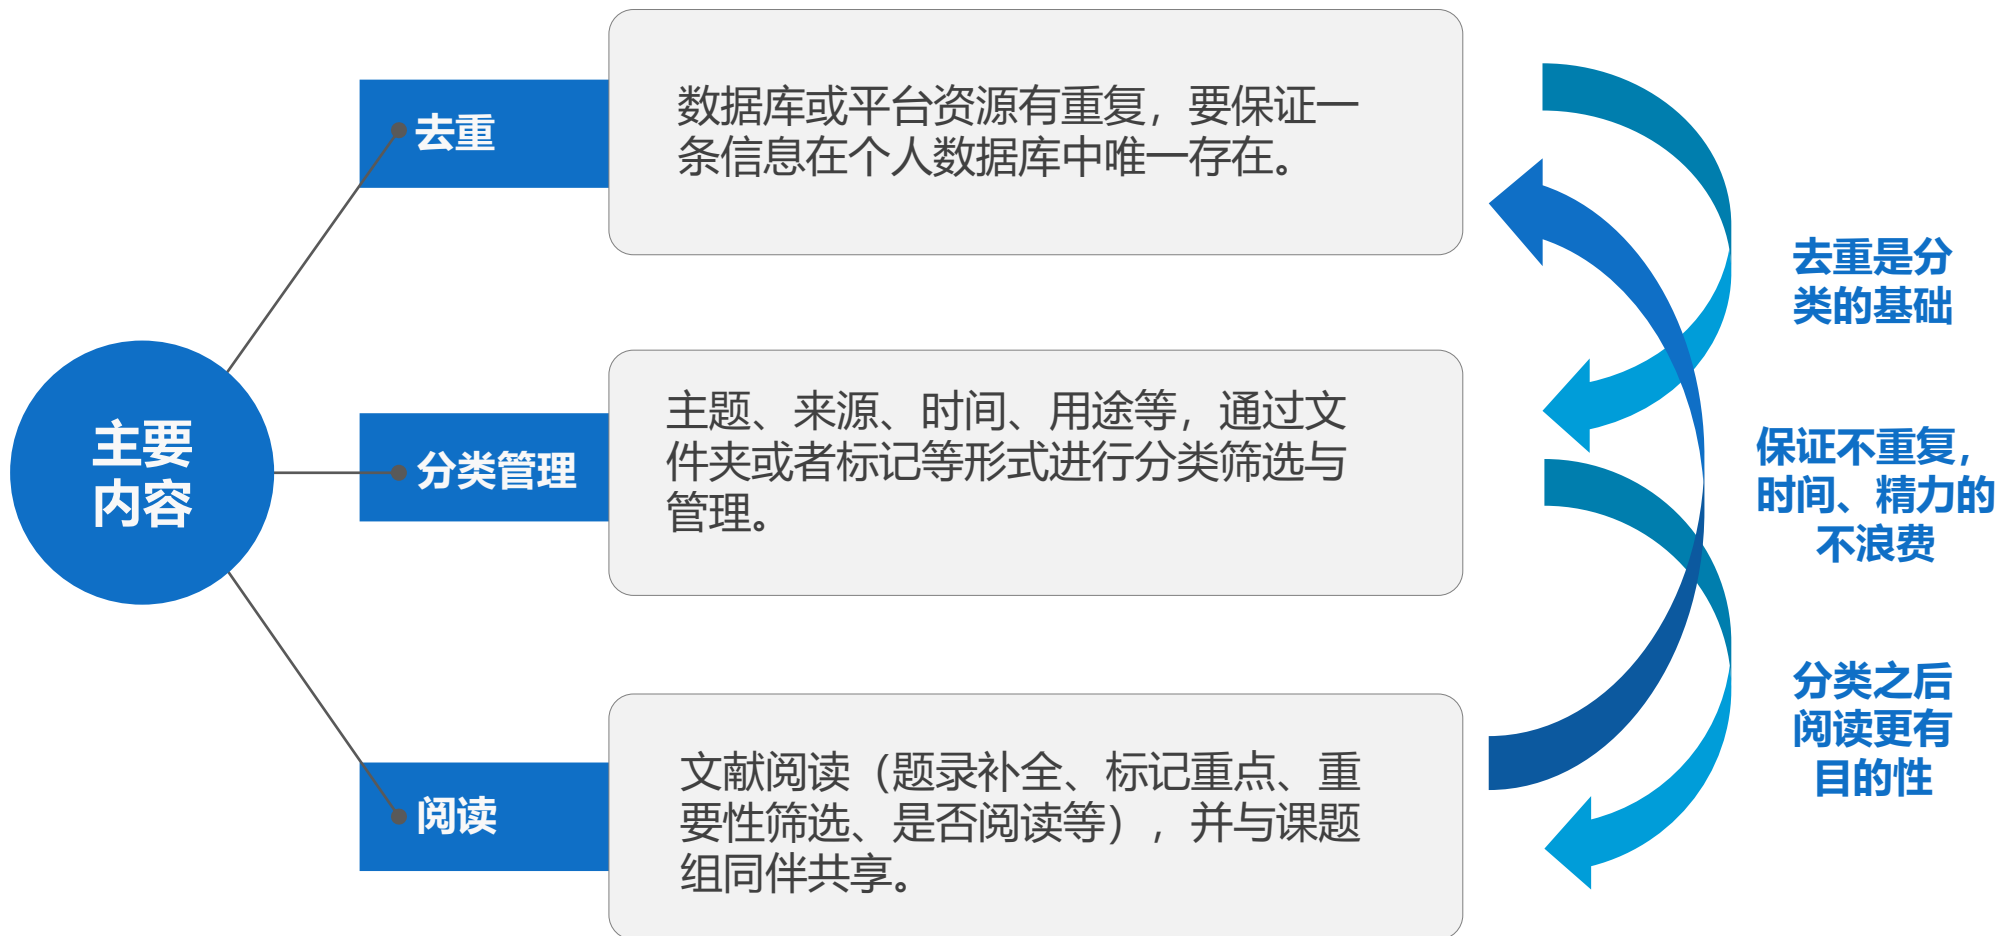 主要
内容
去重
数据库或平台资源有重复，要保证一
条信息在个人数据库中唯一存在。
分类管理
主题、来源、时间、用途等，通过文
件夹或者标记等形式进行分类筛选与
管理。
阅读
文献阅读（题录补全、标记重点、重
要性筛选、是否阅读等），并与课题
组同伴共享。
去重是分
类的基础
保证不重复，
时间、精力的
不浪费
分类之后
阅读更有
目的性